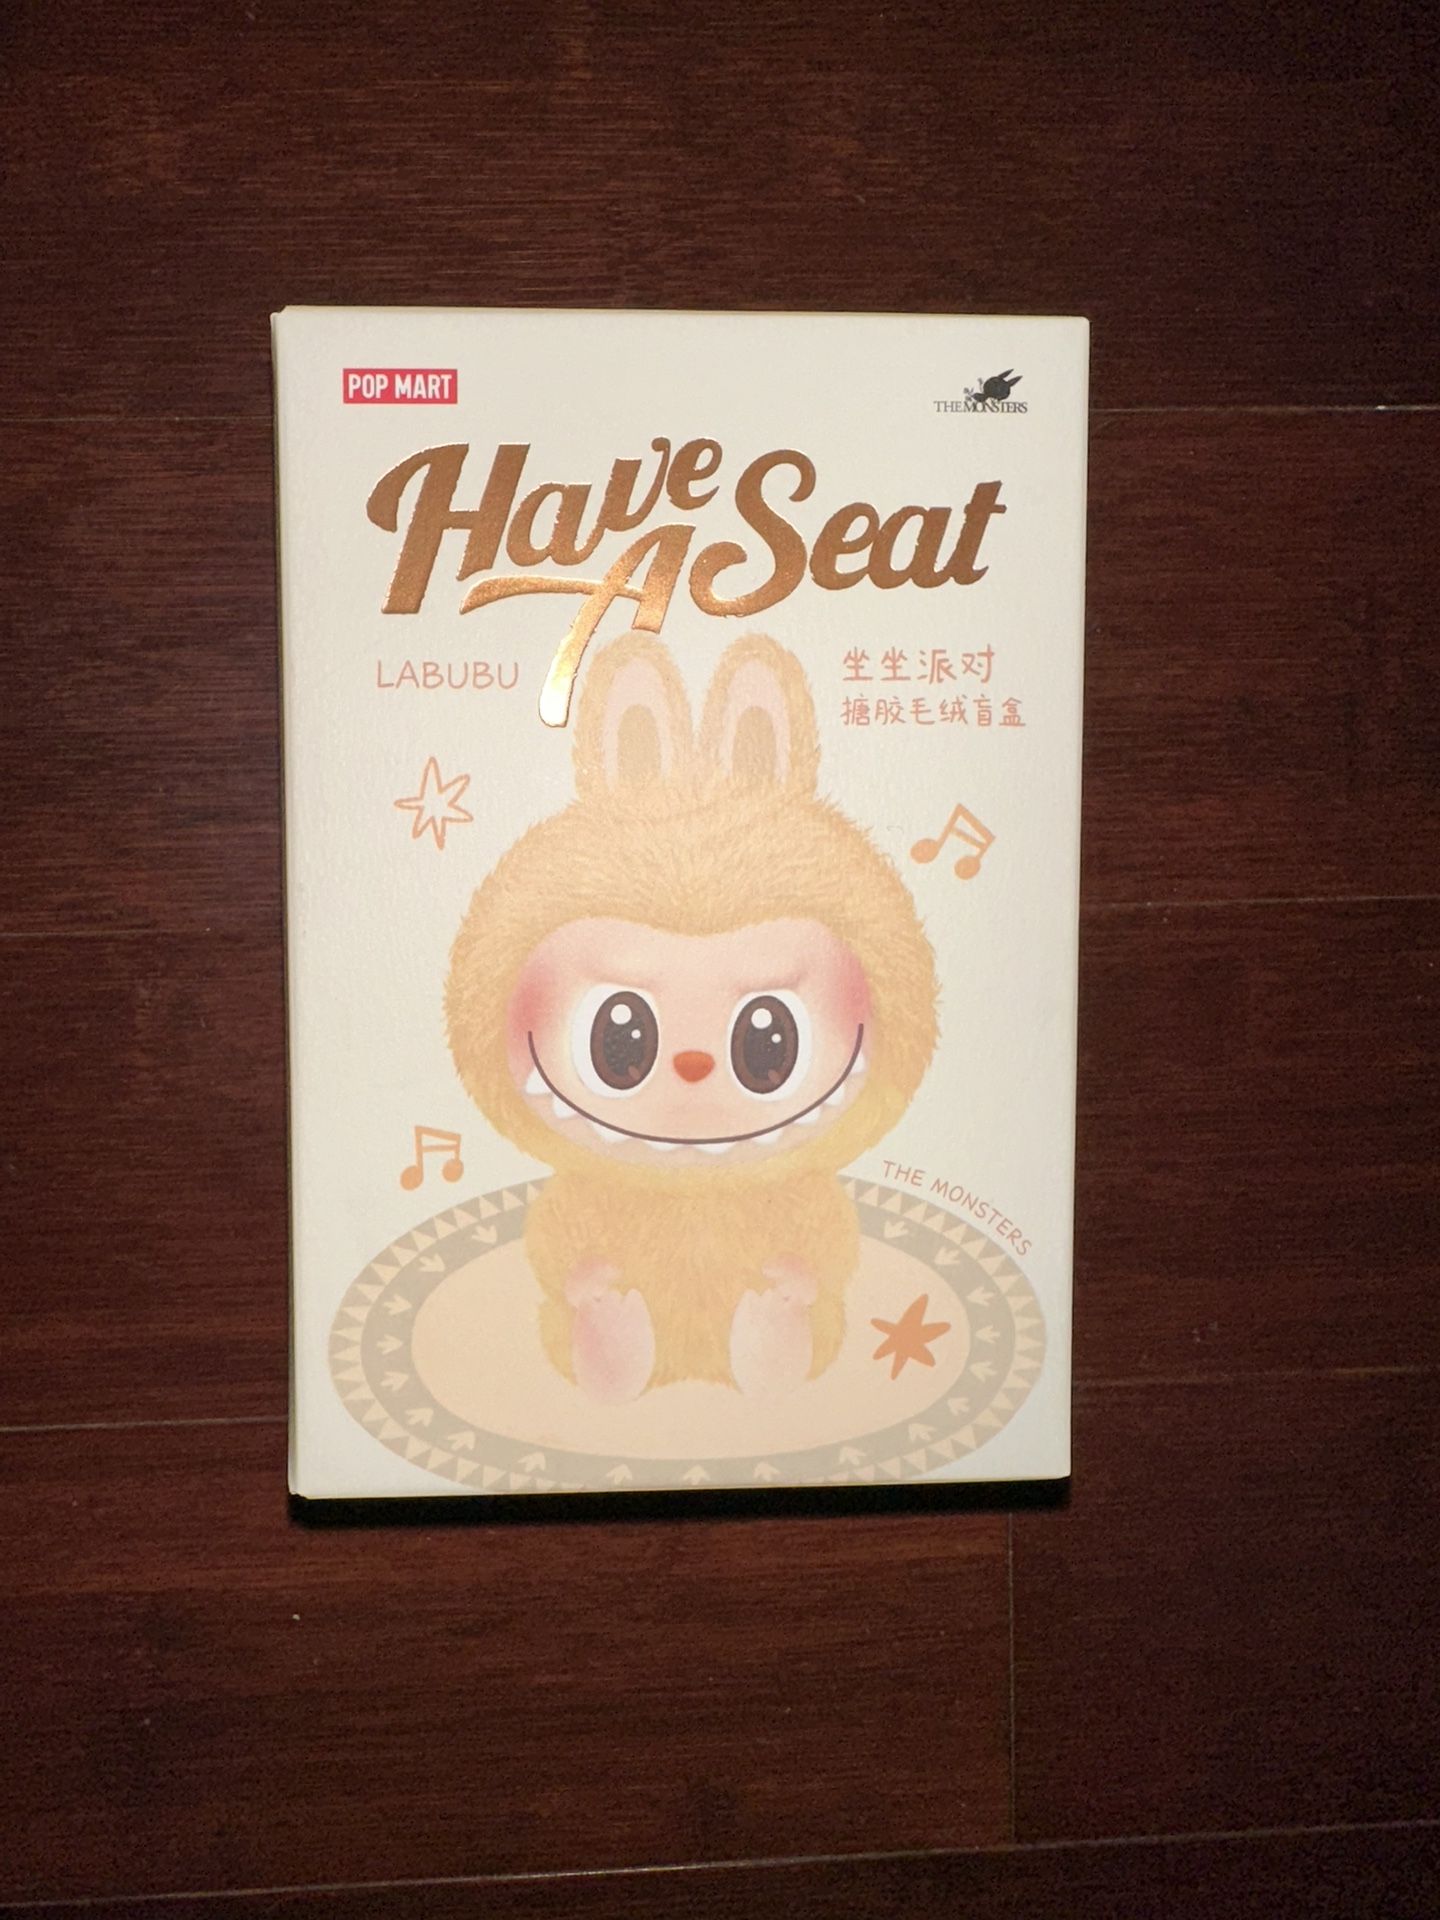 POP MART
THE MONSTERS
Have A Seat
LABUBU
坐坐派对
搪胶毛绒盲盒
THE MONSTERS